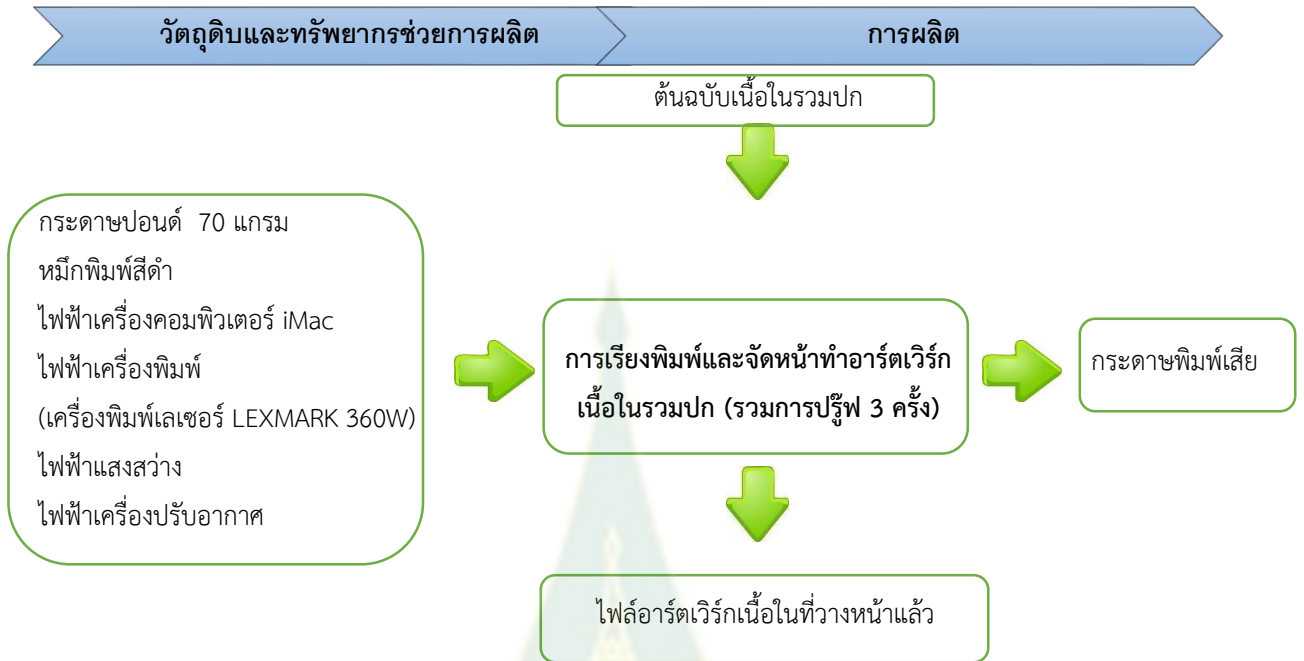 วัตถุดิบและทรัพยากรช่วยการผลิต
การผลิต
ต้นฉบับเนื้อในรวมปก
กระดาษปอนด์ 70 แกรม
หมึกพิมพ์สีดำ
ไฟฟ้าเครื่องคอมพิวเตอร์ iMac
ไฟฟ้าเครื่องพิมพ์
(เครื่องพิมพ์เลเซอร์ LEXMARK 360W)
ไฟฟ้าแสงสว่าง
ไฟฟ้าเครื่องปรับอากาศ
การเรียงพิมพ์และจัดหน้าทำอาร์ตเวิร์ก
เนื้อในรวมปก (รวมการปรู๊ฟ 3 ครั้ง)
กระดาษพิมพ์เสีย
ไฟล์อาร์ตเวิร์กเนื้อในที่วางหน้าแล้ว